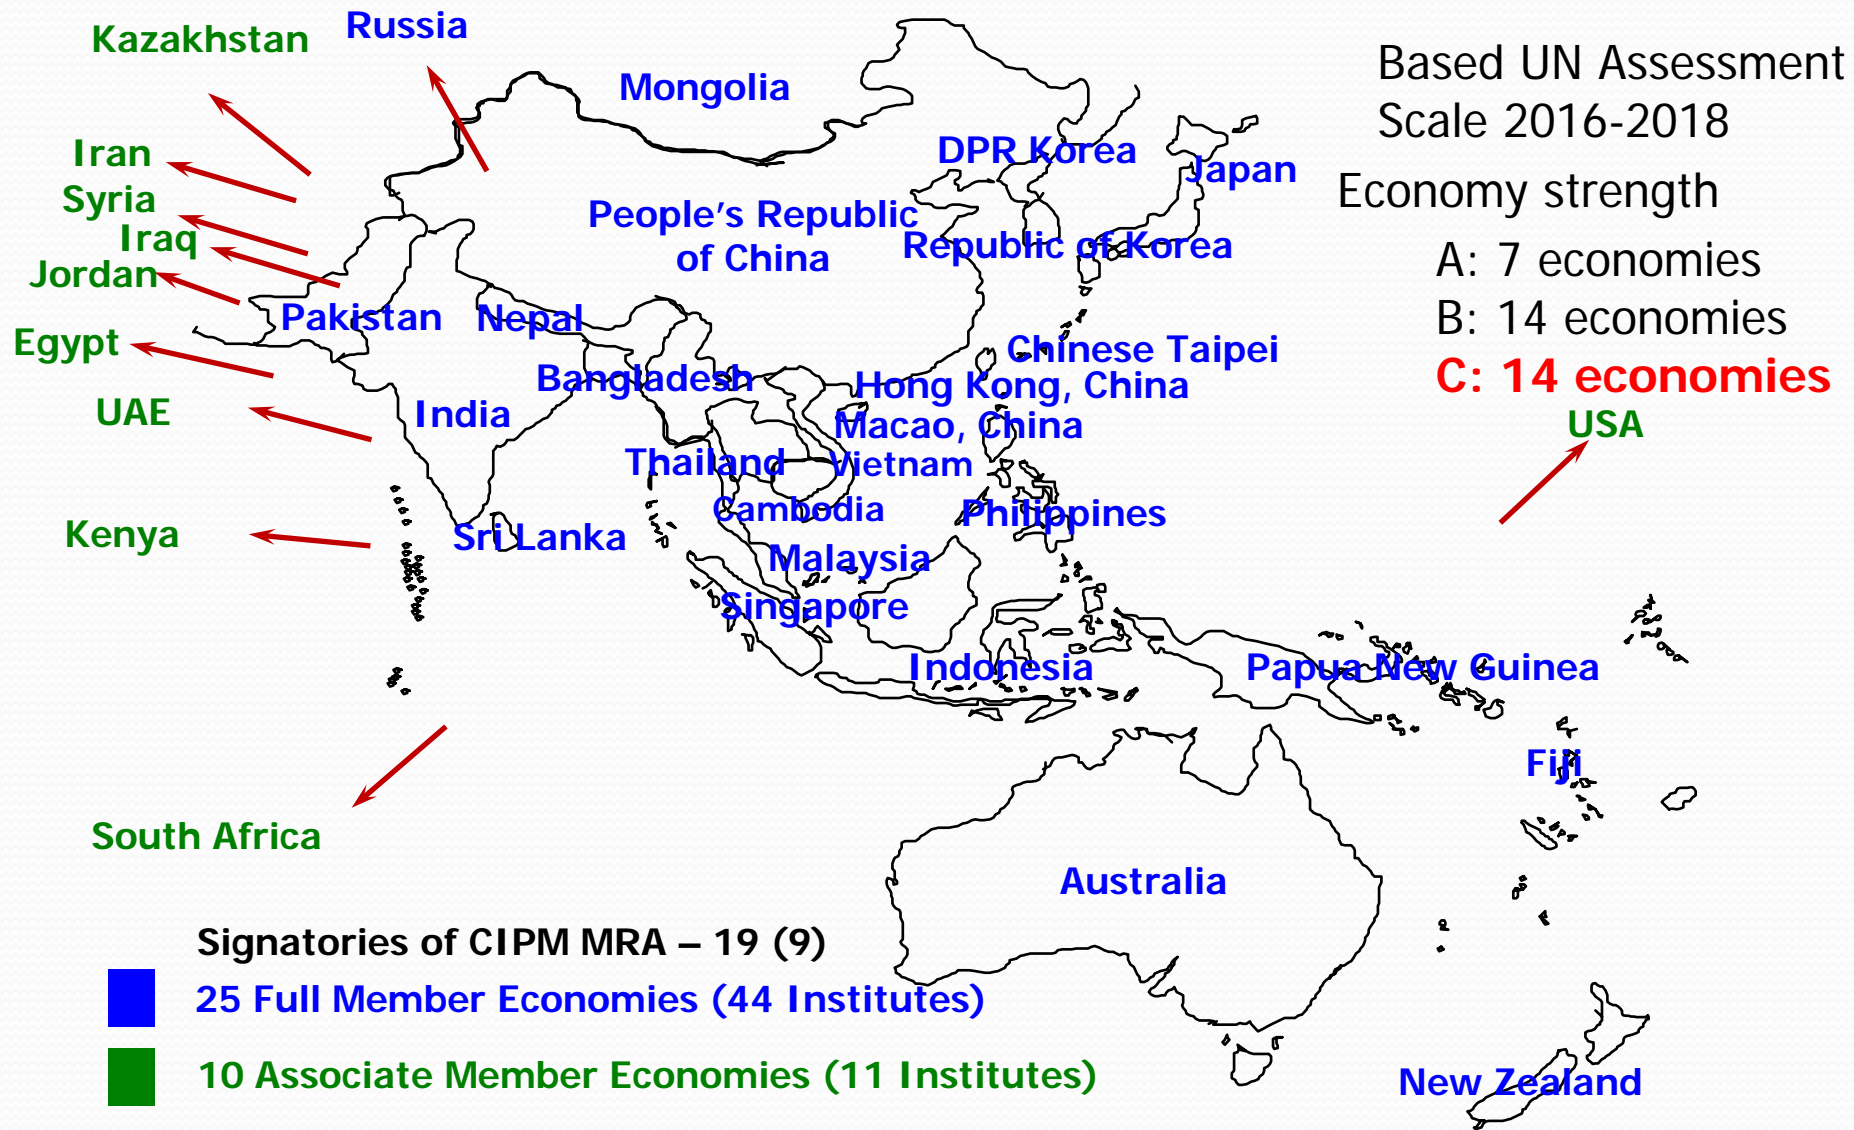 Kazakhstan
Russia
Mongolia
Based UN Assessment
Scale 2016-2018
Iran
DPR Korea
Japan
Economy strength
Syria
People's Republic
of China
Iraq
Republic of Korea
A: 7 economies
Jordan
Pakistan
Nepal
B: 14 economies
Egypt
Chinese Taipei
Bangladesh
Hong Kong, China
C: 14 economies
UAE
India
Macao, China
USA
Thailand
Vietnam
Cambodia
Philippines
Kenya
Sri Lanka
Malaysia
Singapore
Indonesia
Papua New Guinea
Fiji
South Africa
Australia
Signatories of CIPM MRA – 19 (9)
25 Full Member Economies (44 Institutes)
10 Associate Member Economies (11 Institutes)
New Zealand